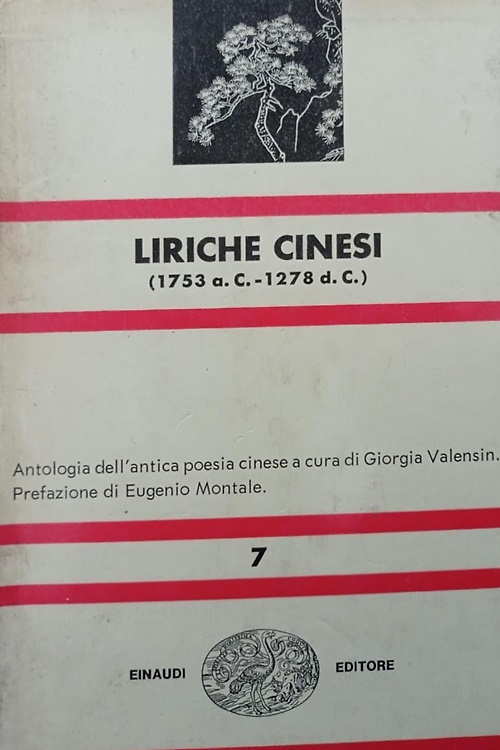 LIRICHE CINESI
(1753 a. C. - 1278 d. C.)
Antologia dell'antica poesia cinese a cura di Giorgia Valensin.
Prefazione di Eugenio Montale.
7
EINAUDI EDITORE